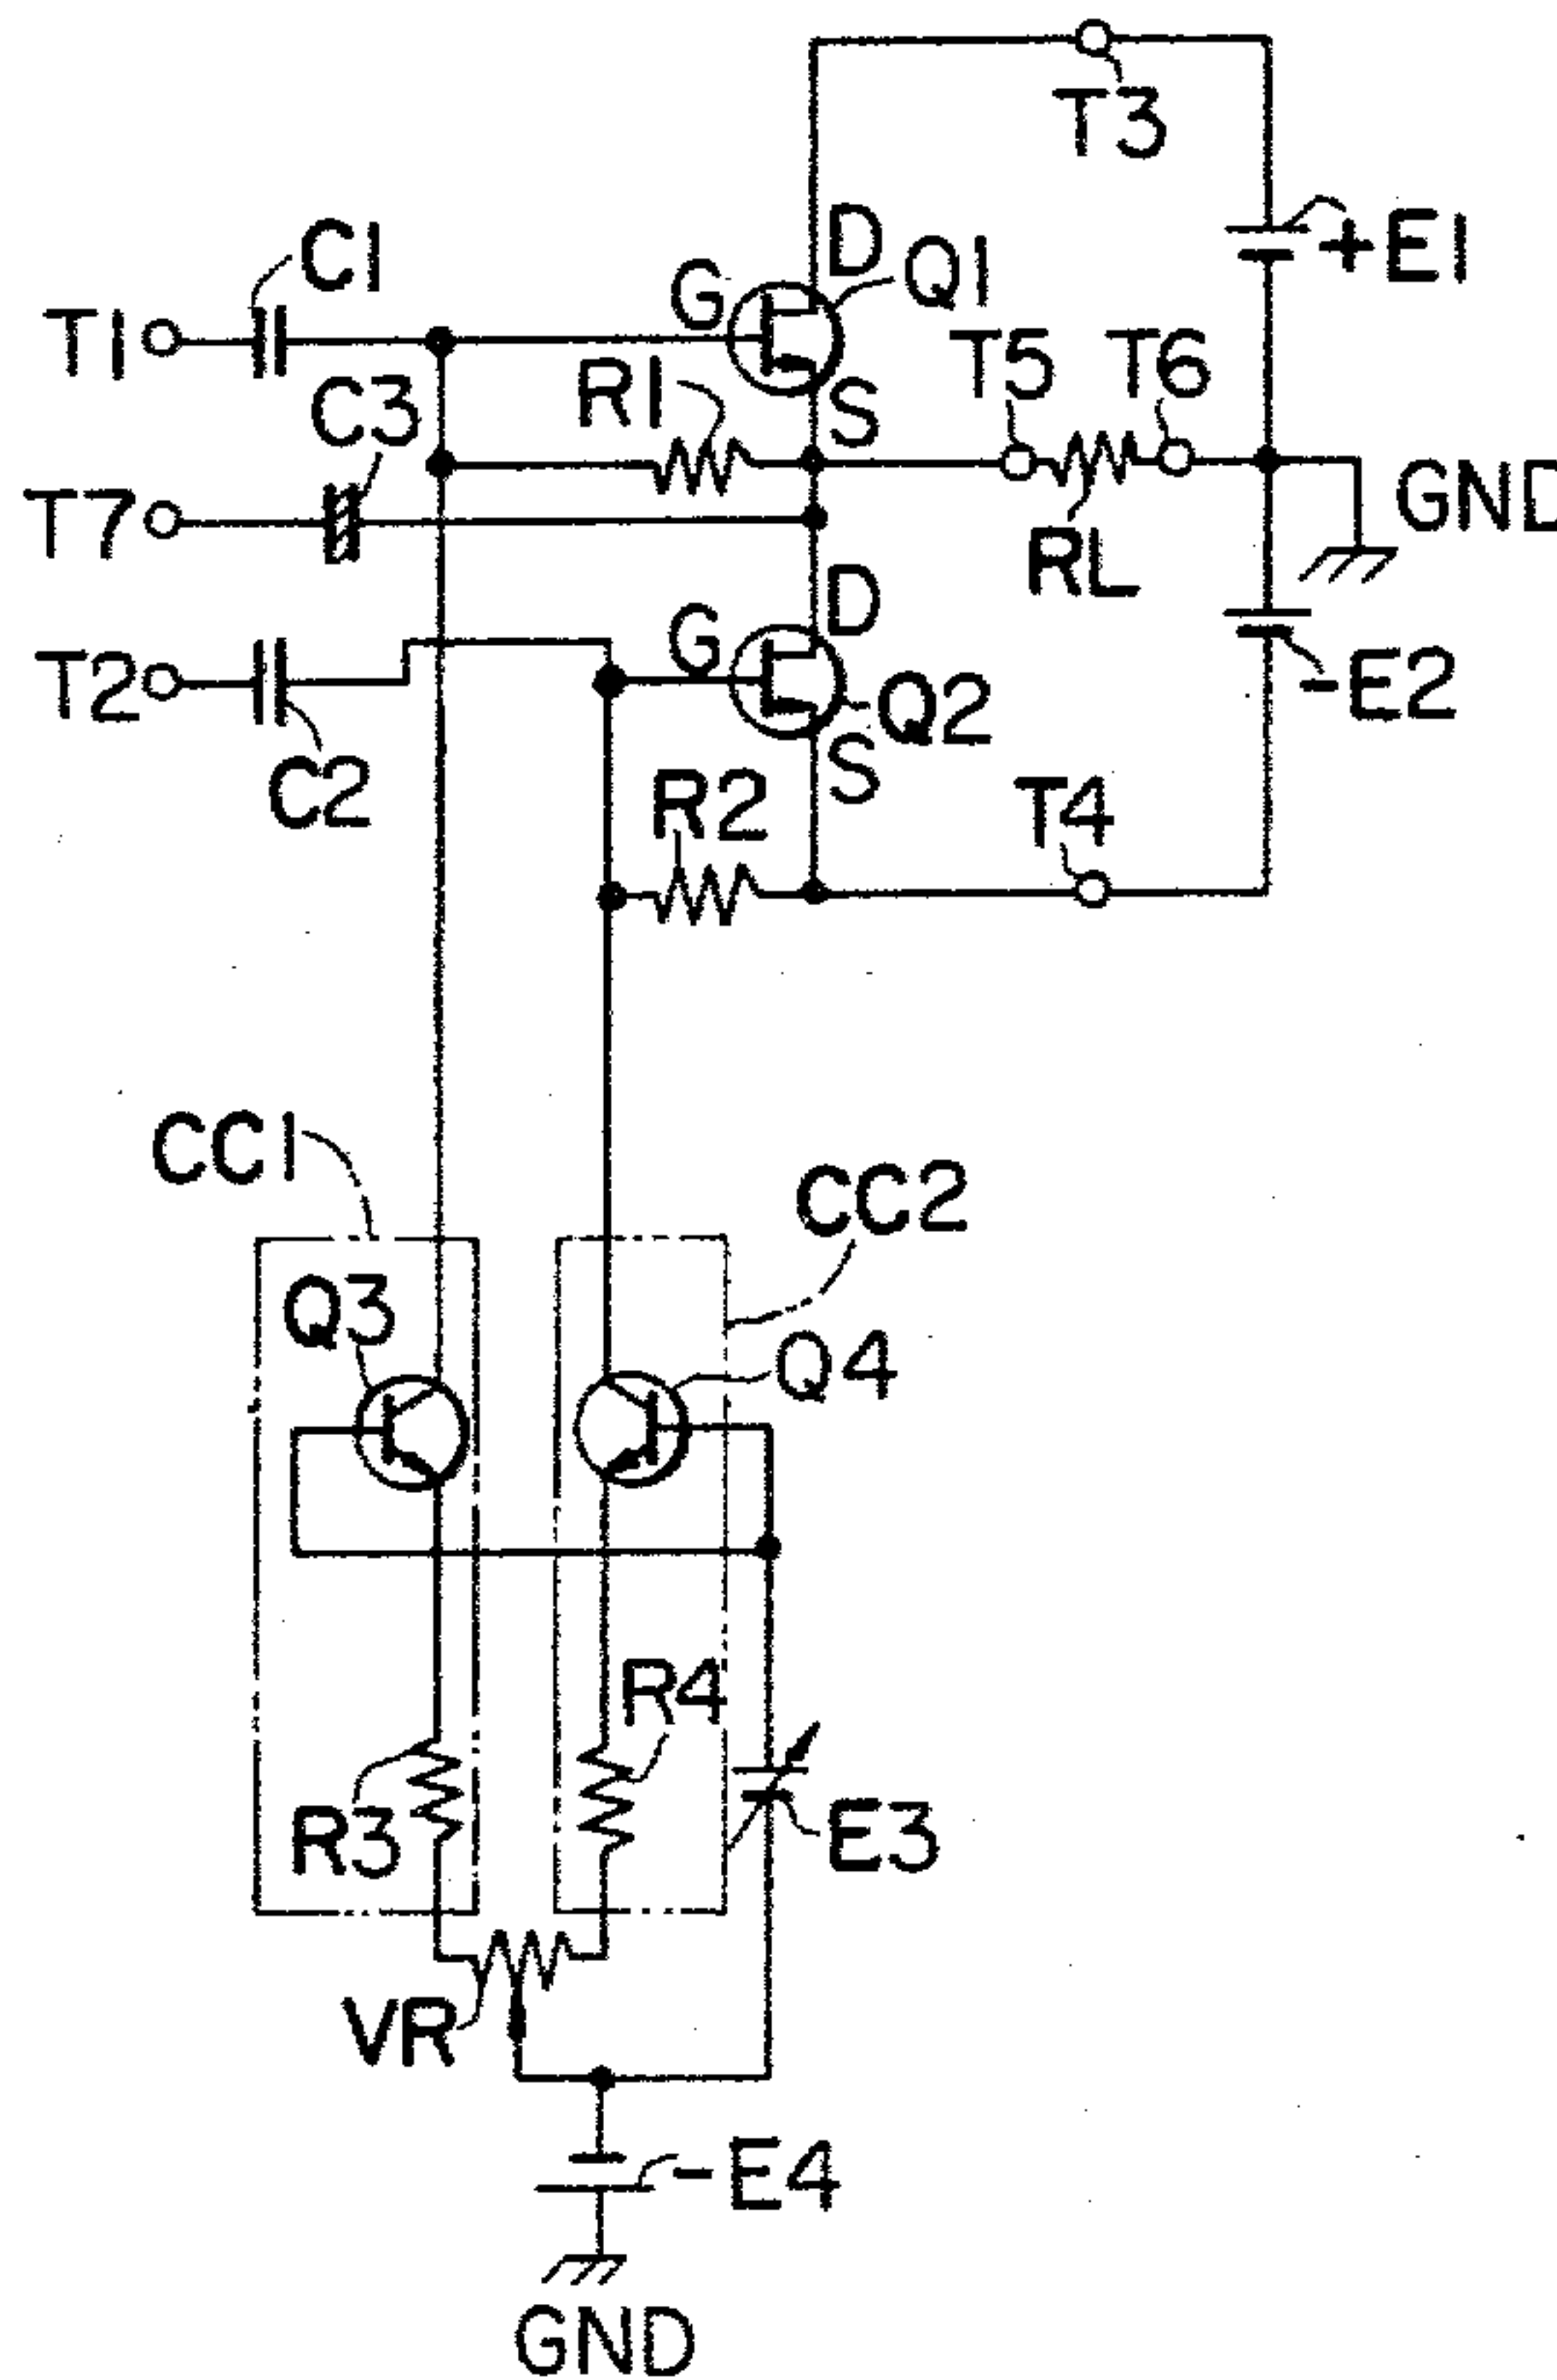 T3
+E1
D
Q1
C1
G
T1
T5
T6
R1
C3
S
GND
T7
RL
D
G
T2
-E2
Q2
S
C2
R2
T4
CC1
CC2
Q3
Q4
R4
R3
E3
VR
-E4
GND